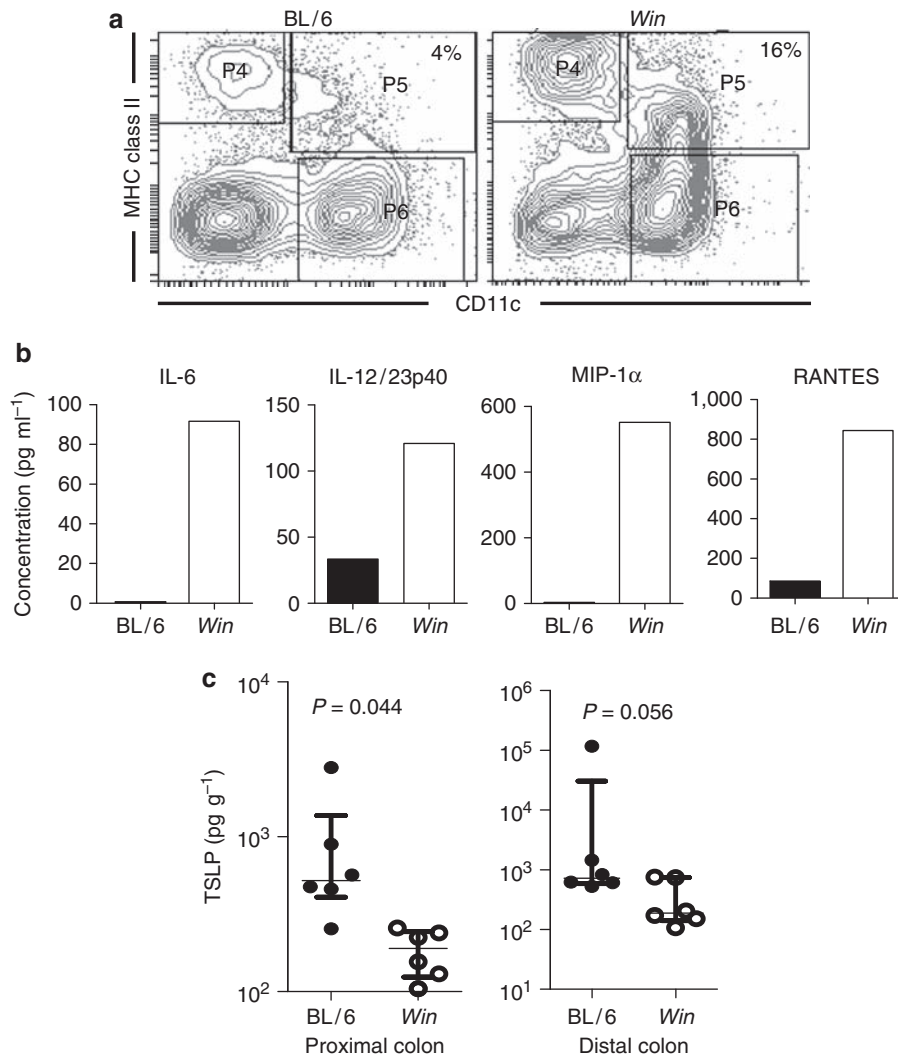 a
BL/6
Win
MHC class II
P4
4%
P5
P6
P4
16%
P5
P6
CD11c
b
Concentration (pg ml⁻¹)
IL-6
100
80
60
40
20
0
BL/6 Win
IL-12/23p40
150
100
50
0
BL/6 Win
MIP-1α
600
400
200
0
BL/6 Win
RANTES
1,000
800
600
400
200
0
BL/6 Win
c
TSLP (pg g⁻¹)
10⁴
10³
10²
P = 0.044
BL/6 Win
Proximal colon
10⁶
10⁵
10⁴
10³
10²
10¹
P = 0.056
BL/6 Win
Distal colon